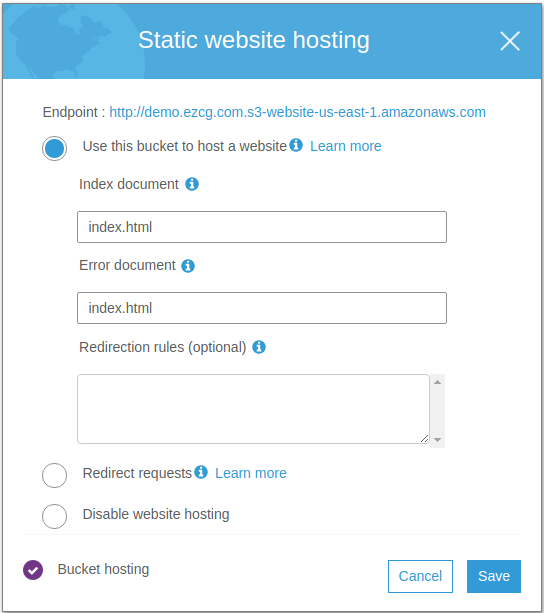 Static website hosting
Endpoint : http://demo.ezcg.com.s3-website-us-east-1.amazonaws.com
Use this bucket to host a website Learn more
Index document
index.html
Error document
index.html
Redirection rules (optional)
Redirect requests Learn more
Disable website hosting
Bucket hosting
Cancel
Save